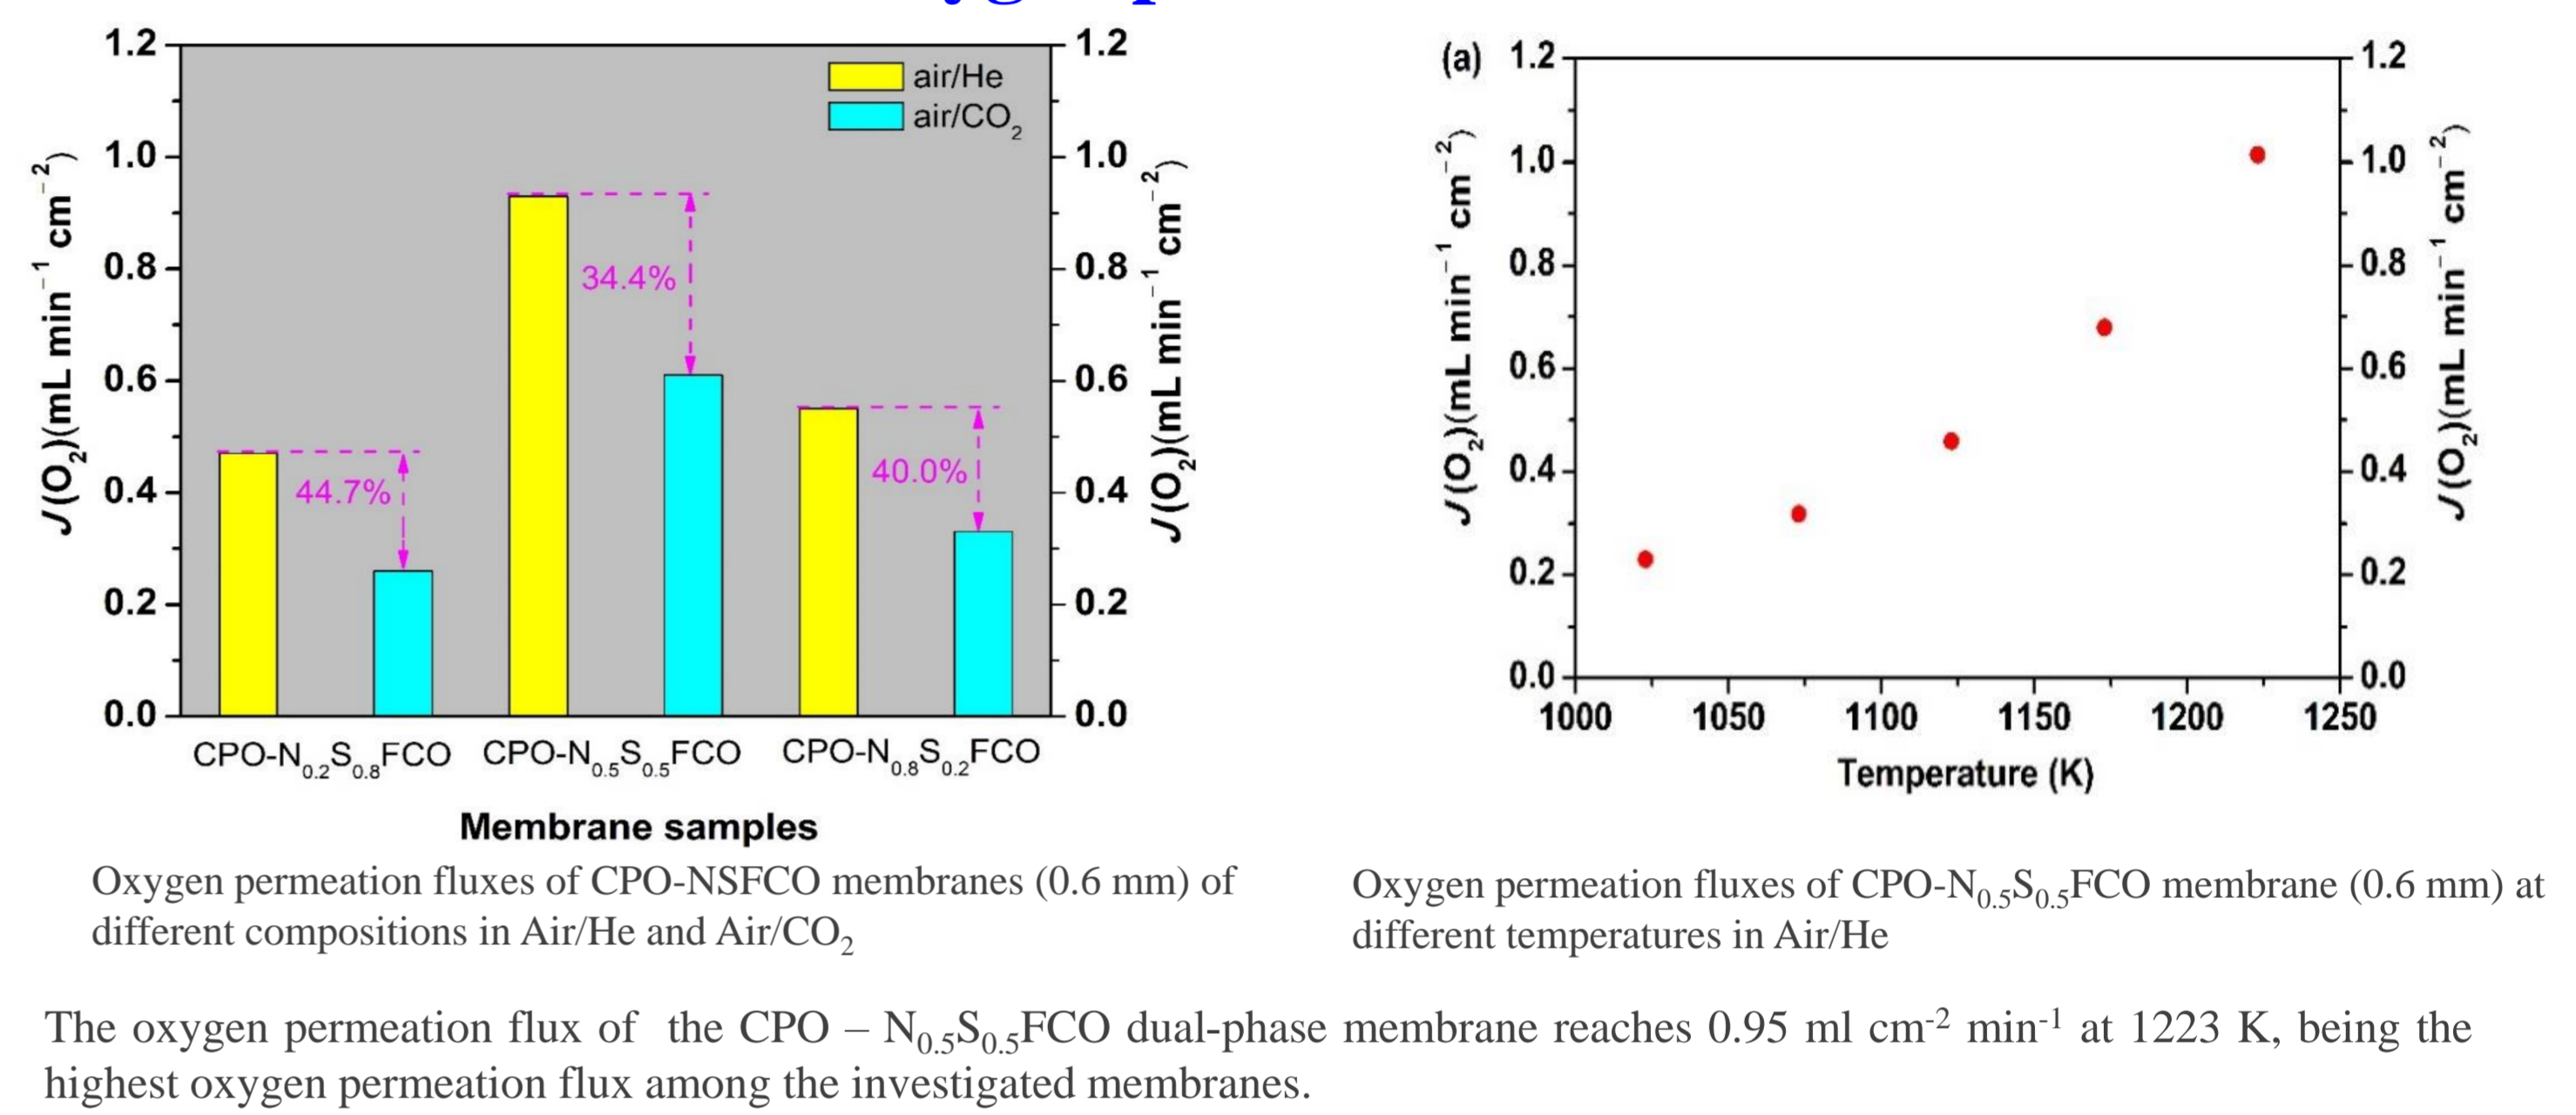 1.2
1.0
0.8
0.6
0.4
0.2
0.0
J(O₂)(mL min⁻¹ cm⁻²)
air/He
air/CO₂
44.7%
34.4%
40.0%
1.2
1.0
0.8
0.6
0.4
0.2
0.0
J(O₂)(mL min⁻¹ cm⁻²)
CPO-N₀.₂S₀.₈FCO CPO-N₀.₅S₀.₅FCO CPO-N₀.₈S₀.₂FCO
Membrane samples
Oxygen permeation fluxes of CPO-NSFCO membranes (0.6 mm) of
different compositions in Air/He and Air/CO₂
(a)
1.2
1.0
0.8
0.6
0.4
0.2
0.0
J(O₂)(mL min⁻¹ cm⁻²)
1.2
1.0
0.8
0.6
0.4
0.2
0.0
J(O₂)(mL min⁻¹ cm⁻²)
1000 1050 1100 1150 1200 1250
Temperature (K)
Oxygen permeation fluxes of CPO-N₀.₅S₀.₅FCO membrane (0.6 mm) at
different temperatures in Air/He
The oxygen permeation flux of the CPO – N₀.₅S₀.₅FCO dual-phase membrane reaches 0.95 ml cm⁻² min⁻¹ at 1223 K, being the
highest oxygen permeation flux among the investigated membranes.